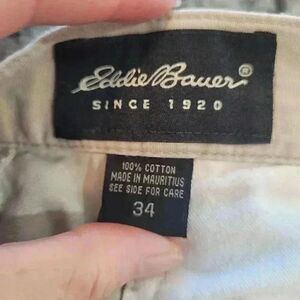 Eddie Bauer®
SINCE 1920
100% COTTON
MADE IN MAURITIUS
SEE SIDE FOR CARE
34